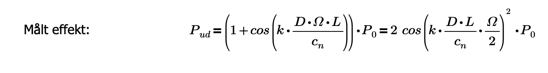 Målt effekt: P_ud = (1 + cos(k · (D · Ω · L)/c_n)) · P_0 = 2 cos(k · (D · L)/c_n · Ω/2)^2 · P_0